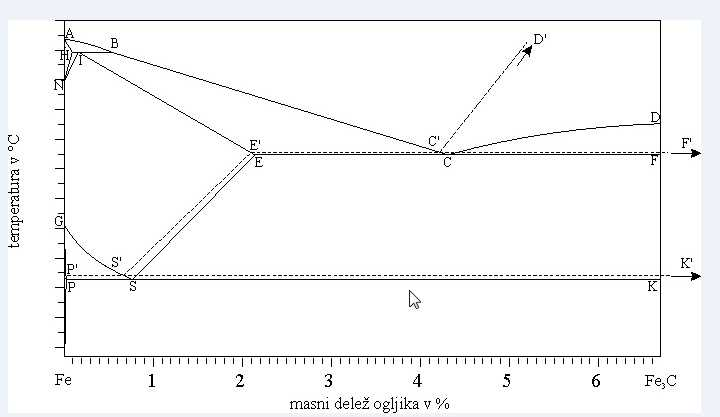 A
B
D'
H
I
N
temperatura v °C
D
E'
C'
F'
E
C
F
G
S'
P'
K'
P
S
K
Fe
1
2
3
4
5
6
Fe₃C
masni delež ogljika v %